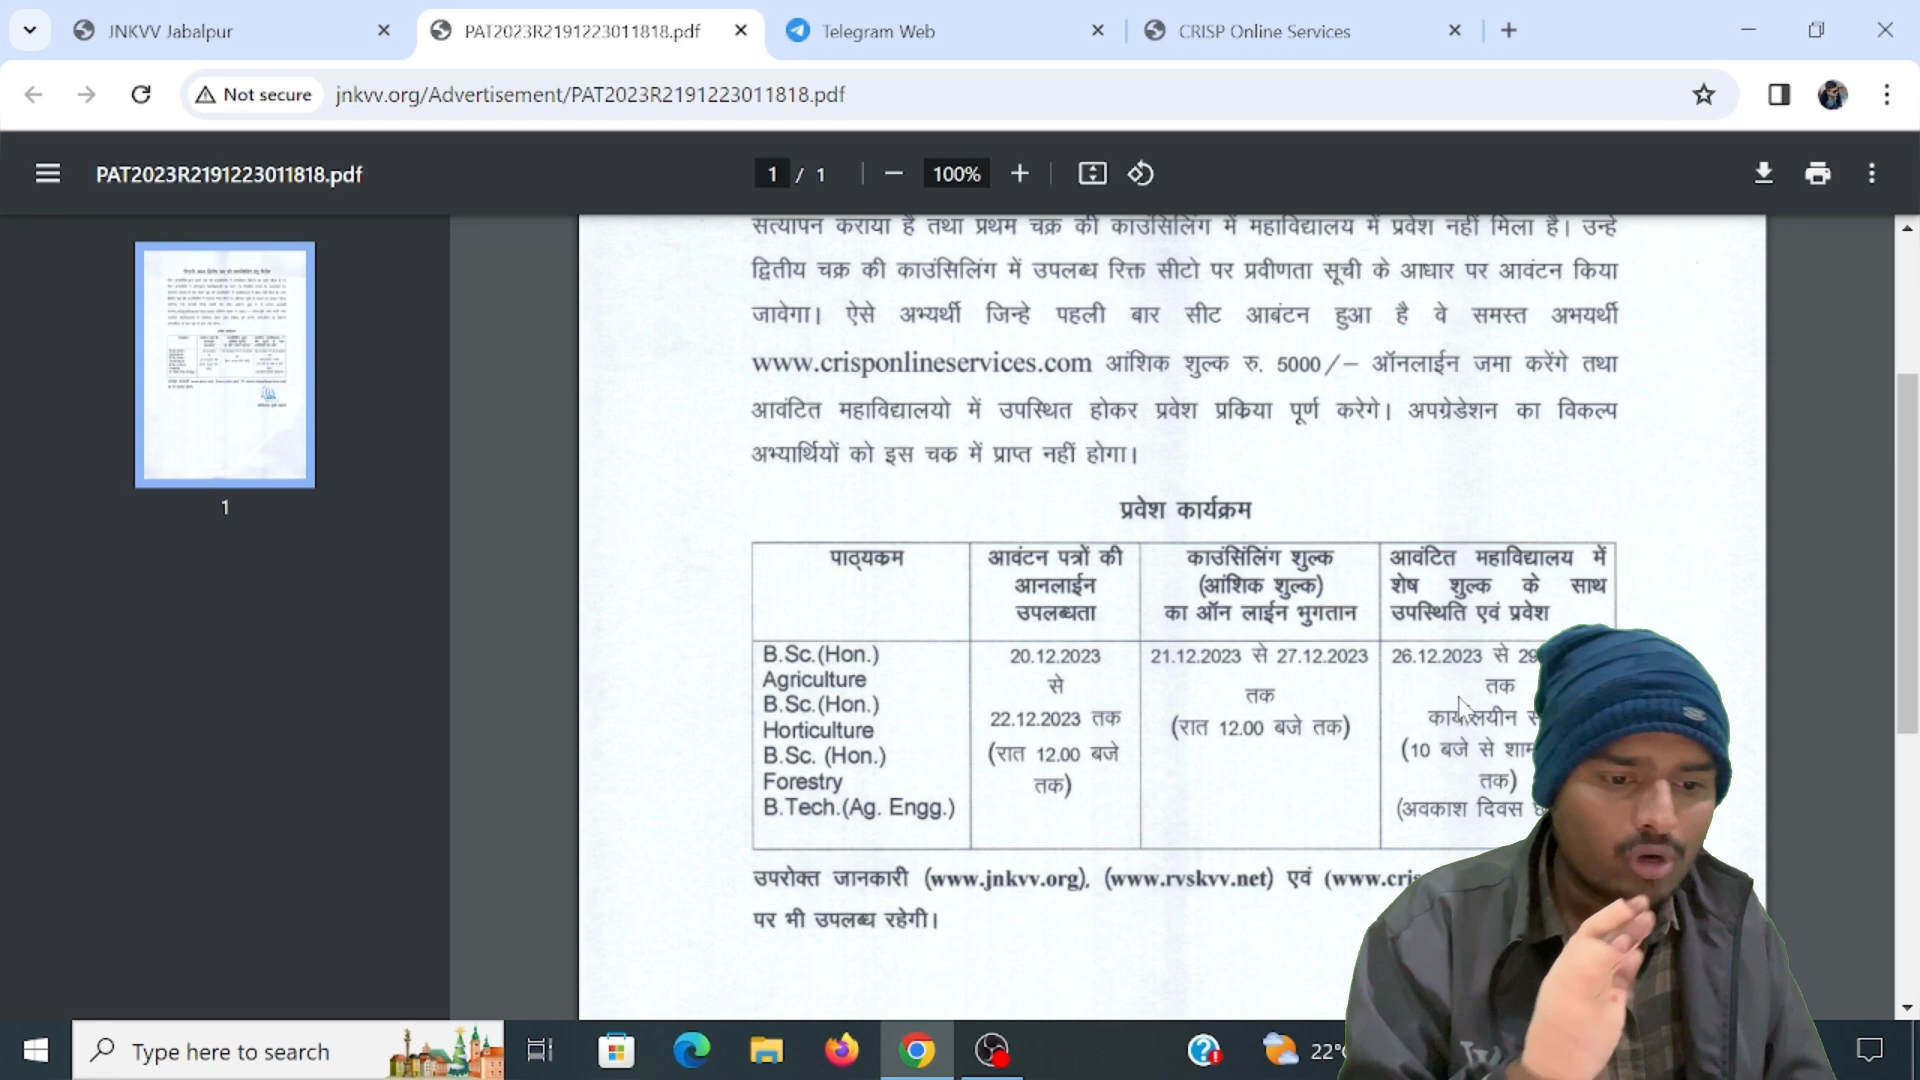 JNKVV Jabalpur
PAT2023R2191223011818.pdf
Telegram Web
CRISP Online Services
Not secure
jnkvv.org/Advertisement/PAT2023R2191223011818.pdf
PAT2023R2191223011818.pdf
1 / 1
100%
1
सत्यापन कराया है तथा प्रथम चक्र की काउंसिलिंग में महाविद्यालय में प्रवेश नहीं मिला है। उन्हे
द्वितीय चक्र की काउंसिलिंग में उपलब्ध रिक्त सीटो पर प्रवीणता सूची के आधार पर आवंटन किया
जावेगा। ऐसे अभ्यर्थी जिन्हे पहली बार सीट आबंटन हुआ है वे समस्त अभयर्थी
www.crisponlineservices.com आंशिक शुल्क रु. 5000/– ऑनलाईन जमा करेंगे तथा
आवंटित महाविद्यालयो में उपस्थित होकर प्रवेश प्रकिया पूर्ण करेगे। अपग्रेडेशन का विकल्प
अभ्यार्थियों को इस चक में प्राप्त नहीं होगा।
प्रवेश कार्यक्रम
पाठ्यकम
आवंटन पत्रों की
आनलाईन
उपलब्धता
काउंसिंलिंग शुल्क
(आंशिक शुल्क)
का ऑन लाईन भुगतान
आवंटित महाविद्यालय में
शेष शुल्क के साथ
उपस्थिति एवं प्रवेश
B.Sc.(Hon.)
Agriculture
B.Sc.(Hon.)
Horticulture
B.Sc. (Hon.)
Forestry
B.Tech.(Ag. Engg.)
20.12.2023
से
22.12.2023 तक
(रात 12.00 बजे
तक)
21.12.2023 से 27.12.2023
तक
(रात 12.00 बजे तक)
26.12.2023 से 29
तक
(10 बजे से
तक)
(अवकाश दिवस
उपरोक्त जानकारी (www.jnkvv.org), (www.rvskvv.net) एवं (www.cris
पर भी उपलब्ध रहेगी।
Type here to search
22°